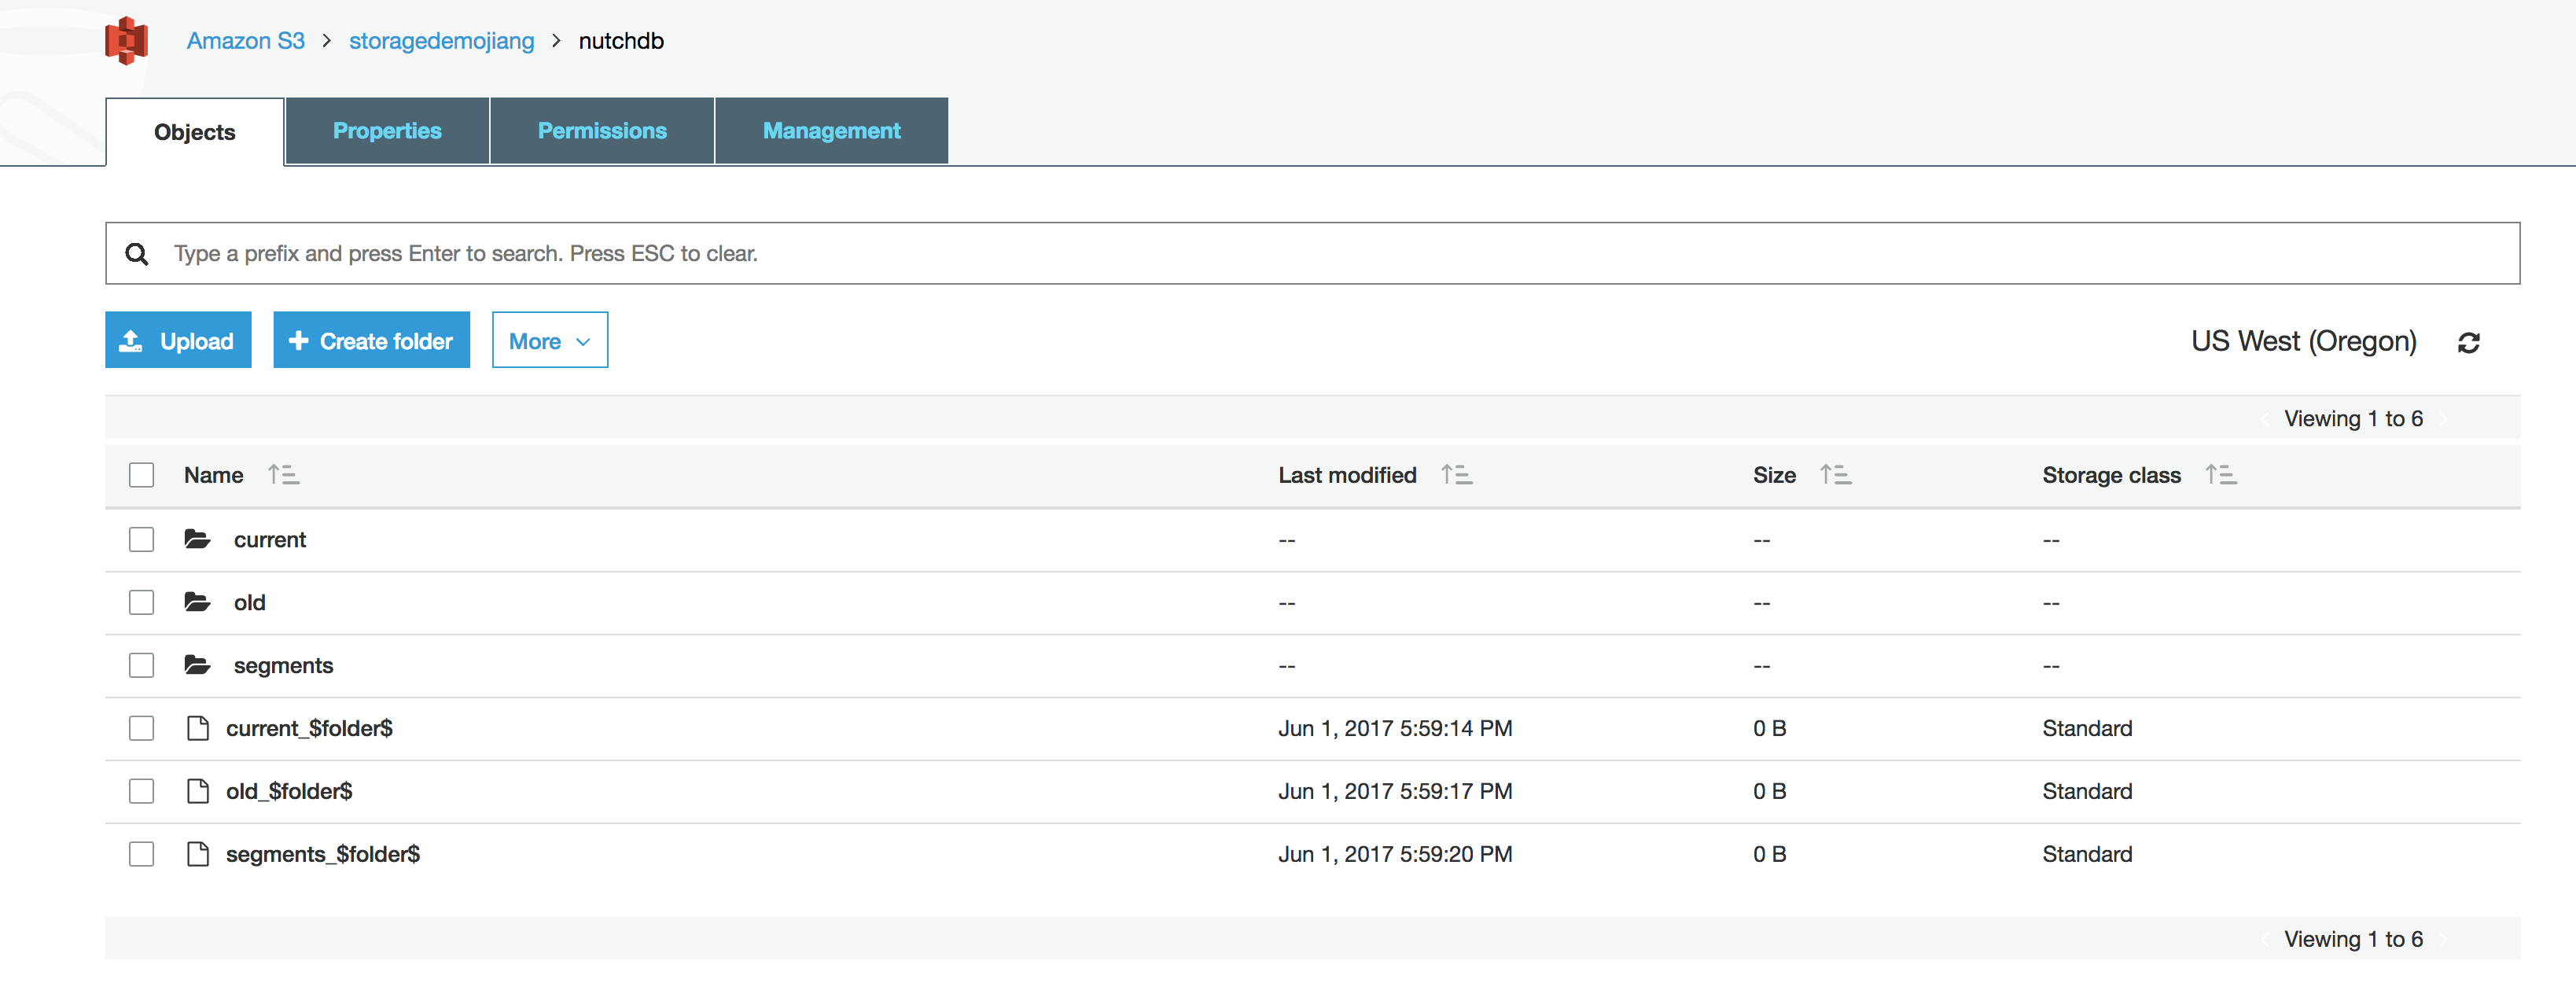 Amazon S3 > storagedemojiang > nutchdb
Objects Properties Permissions Management
Type a prefix and press Enter to search. Press ESC to clear.
Upload Create folder More US West (Oregon)
Viewing 1 to 6
Name Last modified Size Storage class
current -- -- --
old -- -- --
segments -- -- --
current_$folder$ Jun 1, 2017 5:59:14 PM 0 B Standard
old_$folder$ Jun 1, 2017 5:59:17 PM 0 B Standard
segments_$folder$ Jun 1, 2017 5:59:20 PM 0 B Standard
Viewing 1 to 6